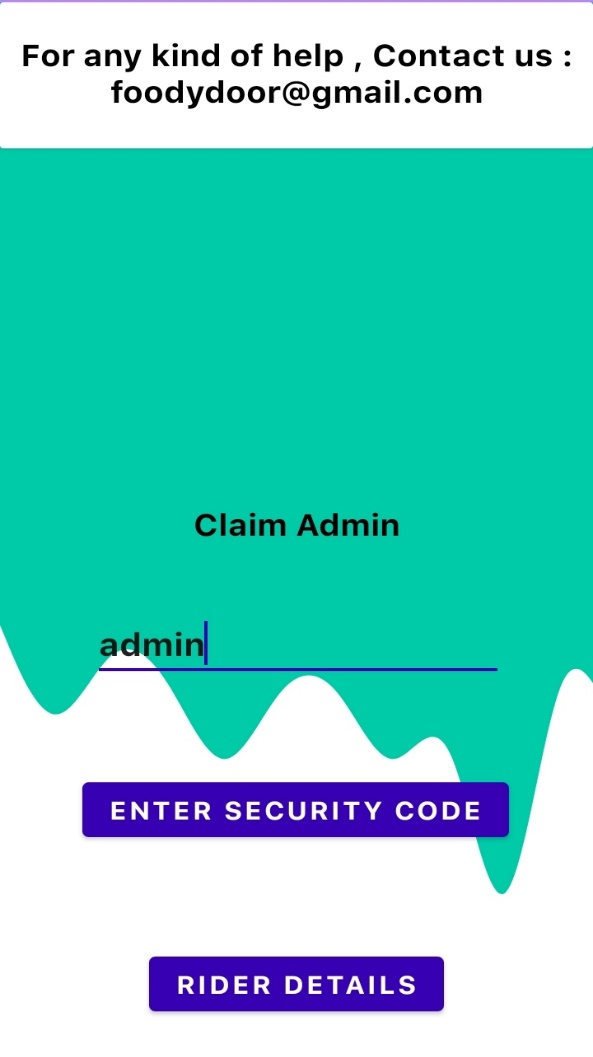 For any kind of help , Contact us :
foodydoor@gmail.com
Claim Admin
admin
ENTER SECURITY CODE
RIDER DETAILS